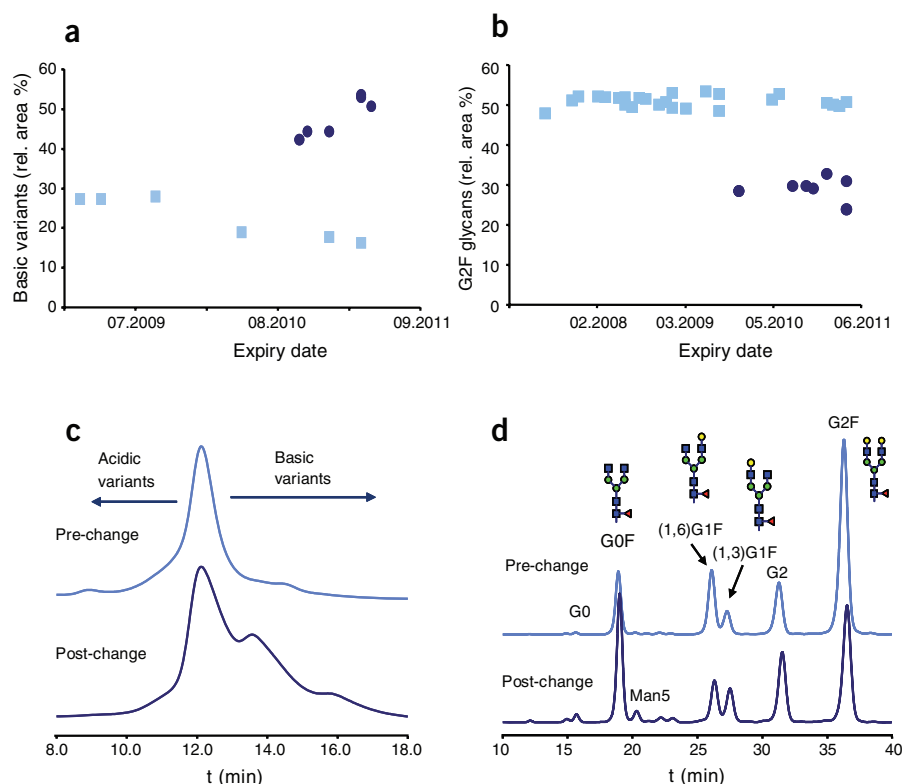 a
Basic variants (rel. area %)
60
50
40
30
20
10
0
07.2009
08.2010
09.2011
Expiry date
b
G2F glycans (rel. area %)
60
50
40
30
20
10
0
02.2008
03.2009
05.2010
06.2011
Expiry date
c
Acidic
variants
Basic
variants
Pre-change
Post-change
8.0
10.0
12.0
14.0
16.0
18.0
t (min)
d
G2F
G0F
(1,6)G1F
(1,3)G1F
Pre-change
G2
G0
Post-change
Man5
10
15
20
25
30
35
40
t (min)